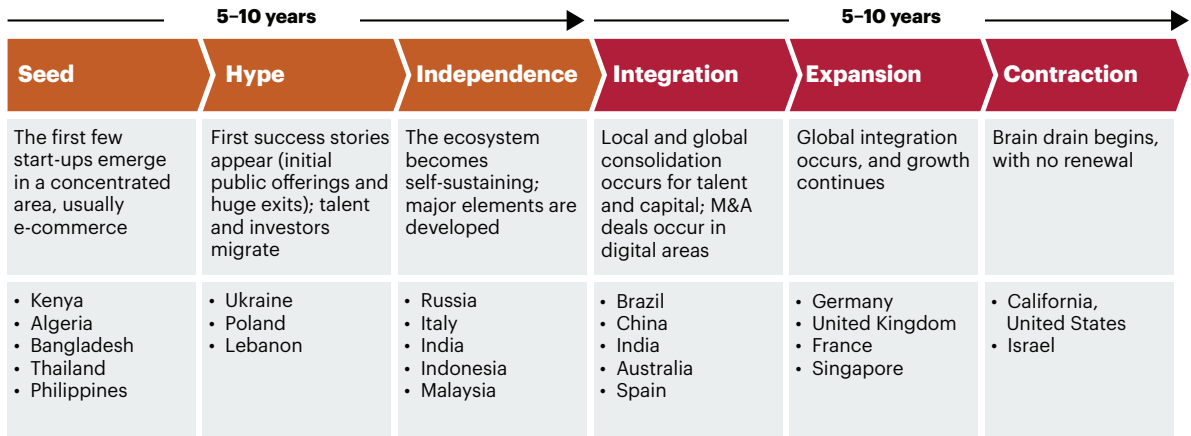 5–10 years
5–10 years
Seed
Hype
Independence
Integration
Expansion
Contraction
The first few
start-ups emerge
in a concentrated
area, usually
e-commerce
First success stories
appear (initial
public offerings and
huge exits); talent
and investors
migrate
The ecosystem
becomes
self-sustaining;
major elements are
developed
Local and global
consolidation
occurs for talent
and capital; M&A
deals occur in
digital areas
Global integration
occurs, and growth
continues
Brain drain begins,
with no renewal
• Kenya
• Algeria
• Bangladesh
• Thailand
• Philippines
• Ukraine
• Poland
• Lebanon
• Russia
• Italy
• India
• Indonesia
• Malaysia
• Brazil
• China
• India
• Australia
• Spain
• Germany
• United Kingdom
• France
• Singapore
• California,
United States
• Israel